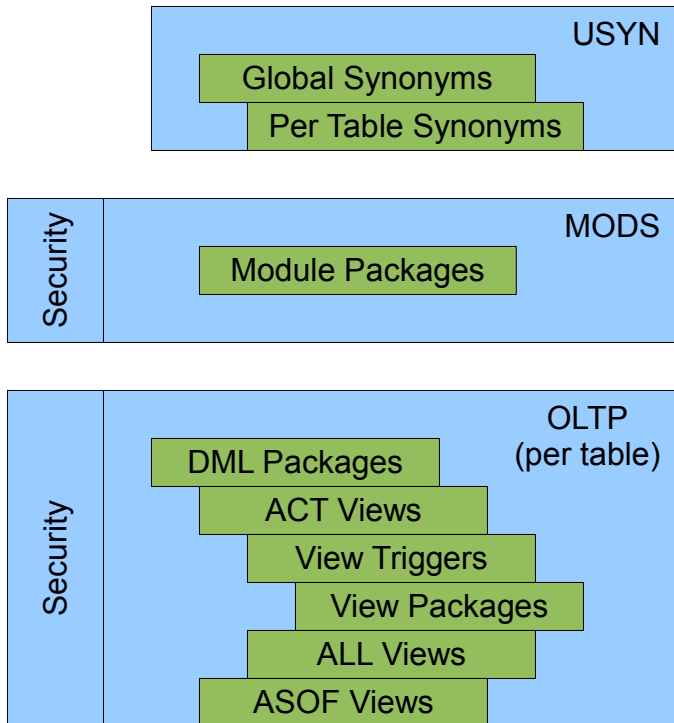 USYN
Global Synonyms
Per Table Synonyms
Security
MODS
Module Packages
Security
OLTP
(per table)
DML Packages
ACT Views
View Triggers
View Packages
ALL Views
ASOF Views